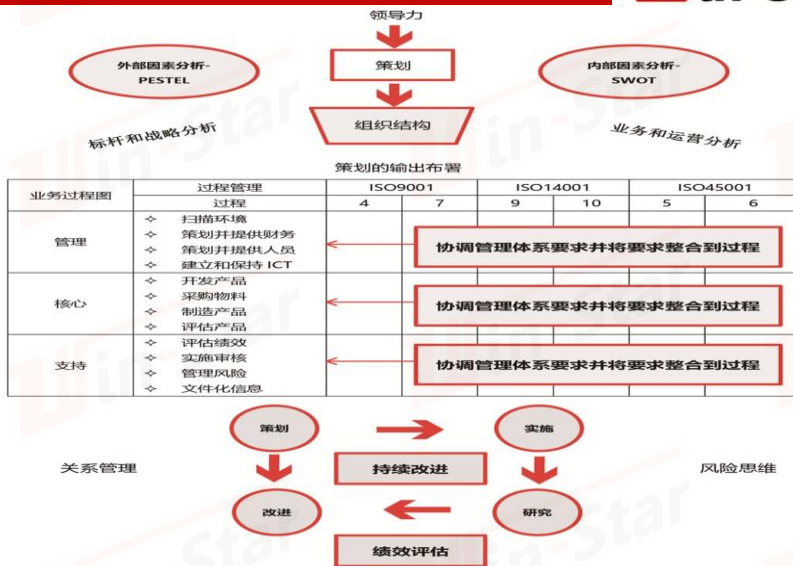 领导力
外部因素分析-
PESTEL
策划
内部因素分析-
SWOT
标杆和战略分析
组织结构
业务和运营分析
策划的输出布署
业务过程图 过程管理 ISO9001 ISO14001 ISO45001
过程 4 7 9 10 5 6
管理
✧ 扫描环境
✧ 策划并提供财务
✧ 策划并提供人员
✧ 建立和保持 ICT
协调管理体系要求并将要求整合到过程
核心
✧ 开发产品
✧ 采购物料
✧ 制造产品
✧ 评估产品
协调管理体系要求并将要求整合到过程
支持
✧ 评估绩效
✧ 实施审核
✧ 管理风险
✧ 文件化信息
协调管理体系要求并将要求整合到过程
策划
实施
关系管理
持续改进
风险思维
改进
研究
绩效评估